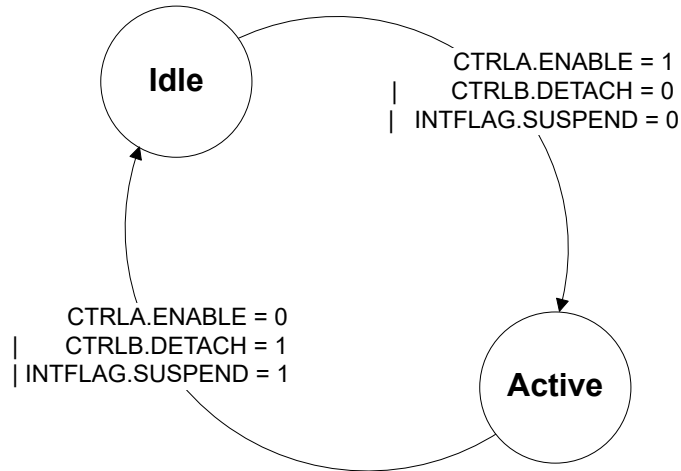 Idle
CTRLA.ENABLE = 1
| CTRLB.DETACH = 0
| INTFLAG.SUSPEND = 0
CTRLA.ENABLE = 0
| CTRLB.DETACH = 1
| INTFLAG.SUSPEND = 1
Active